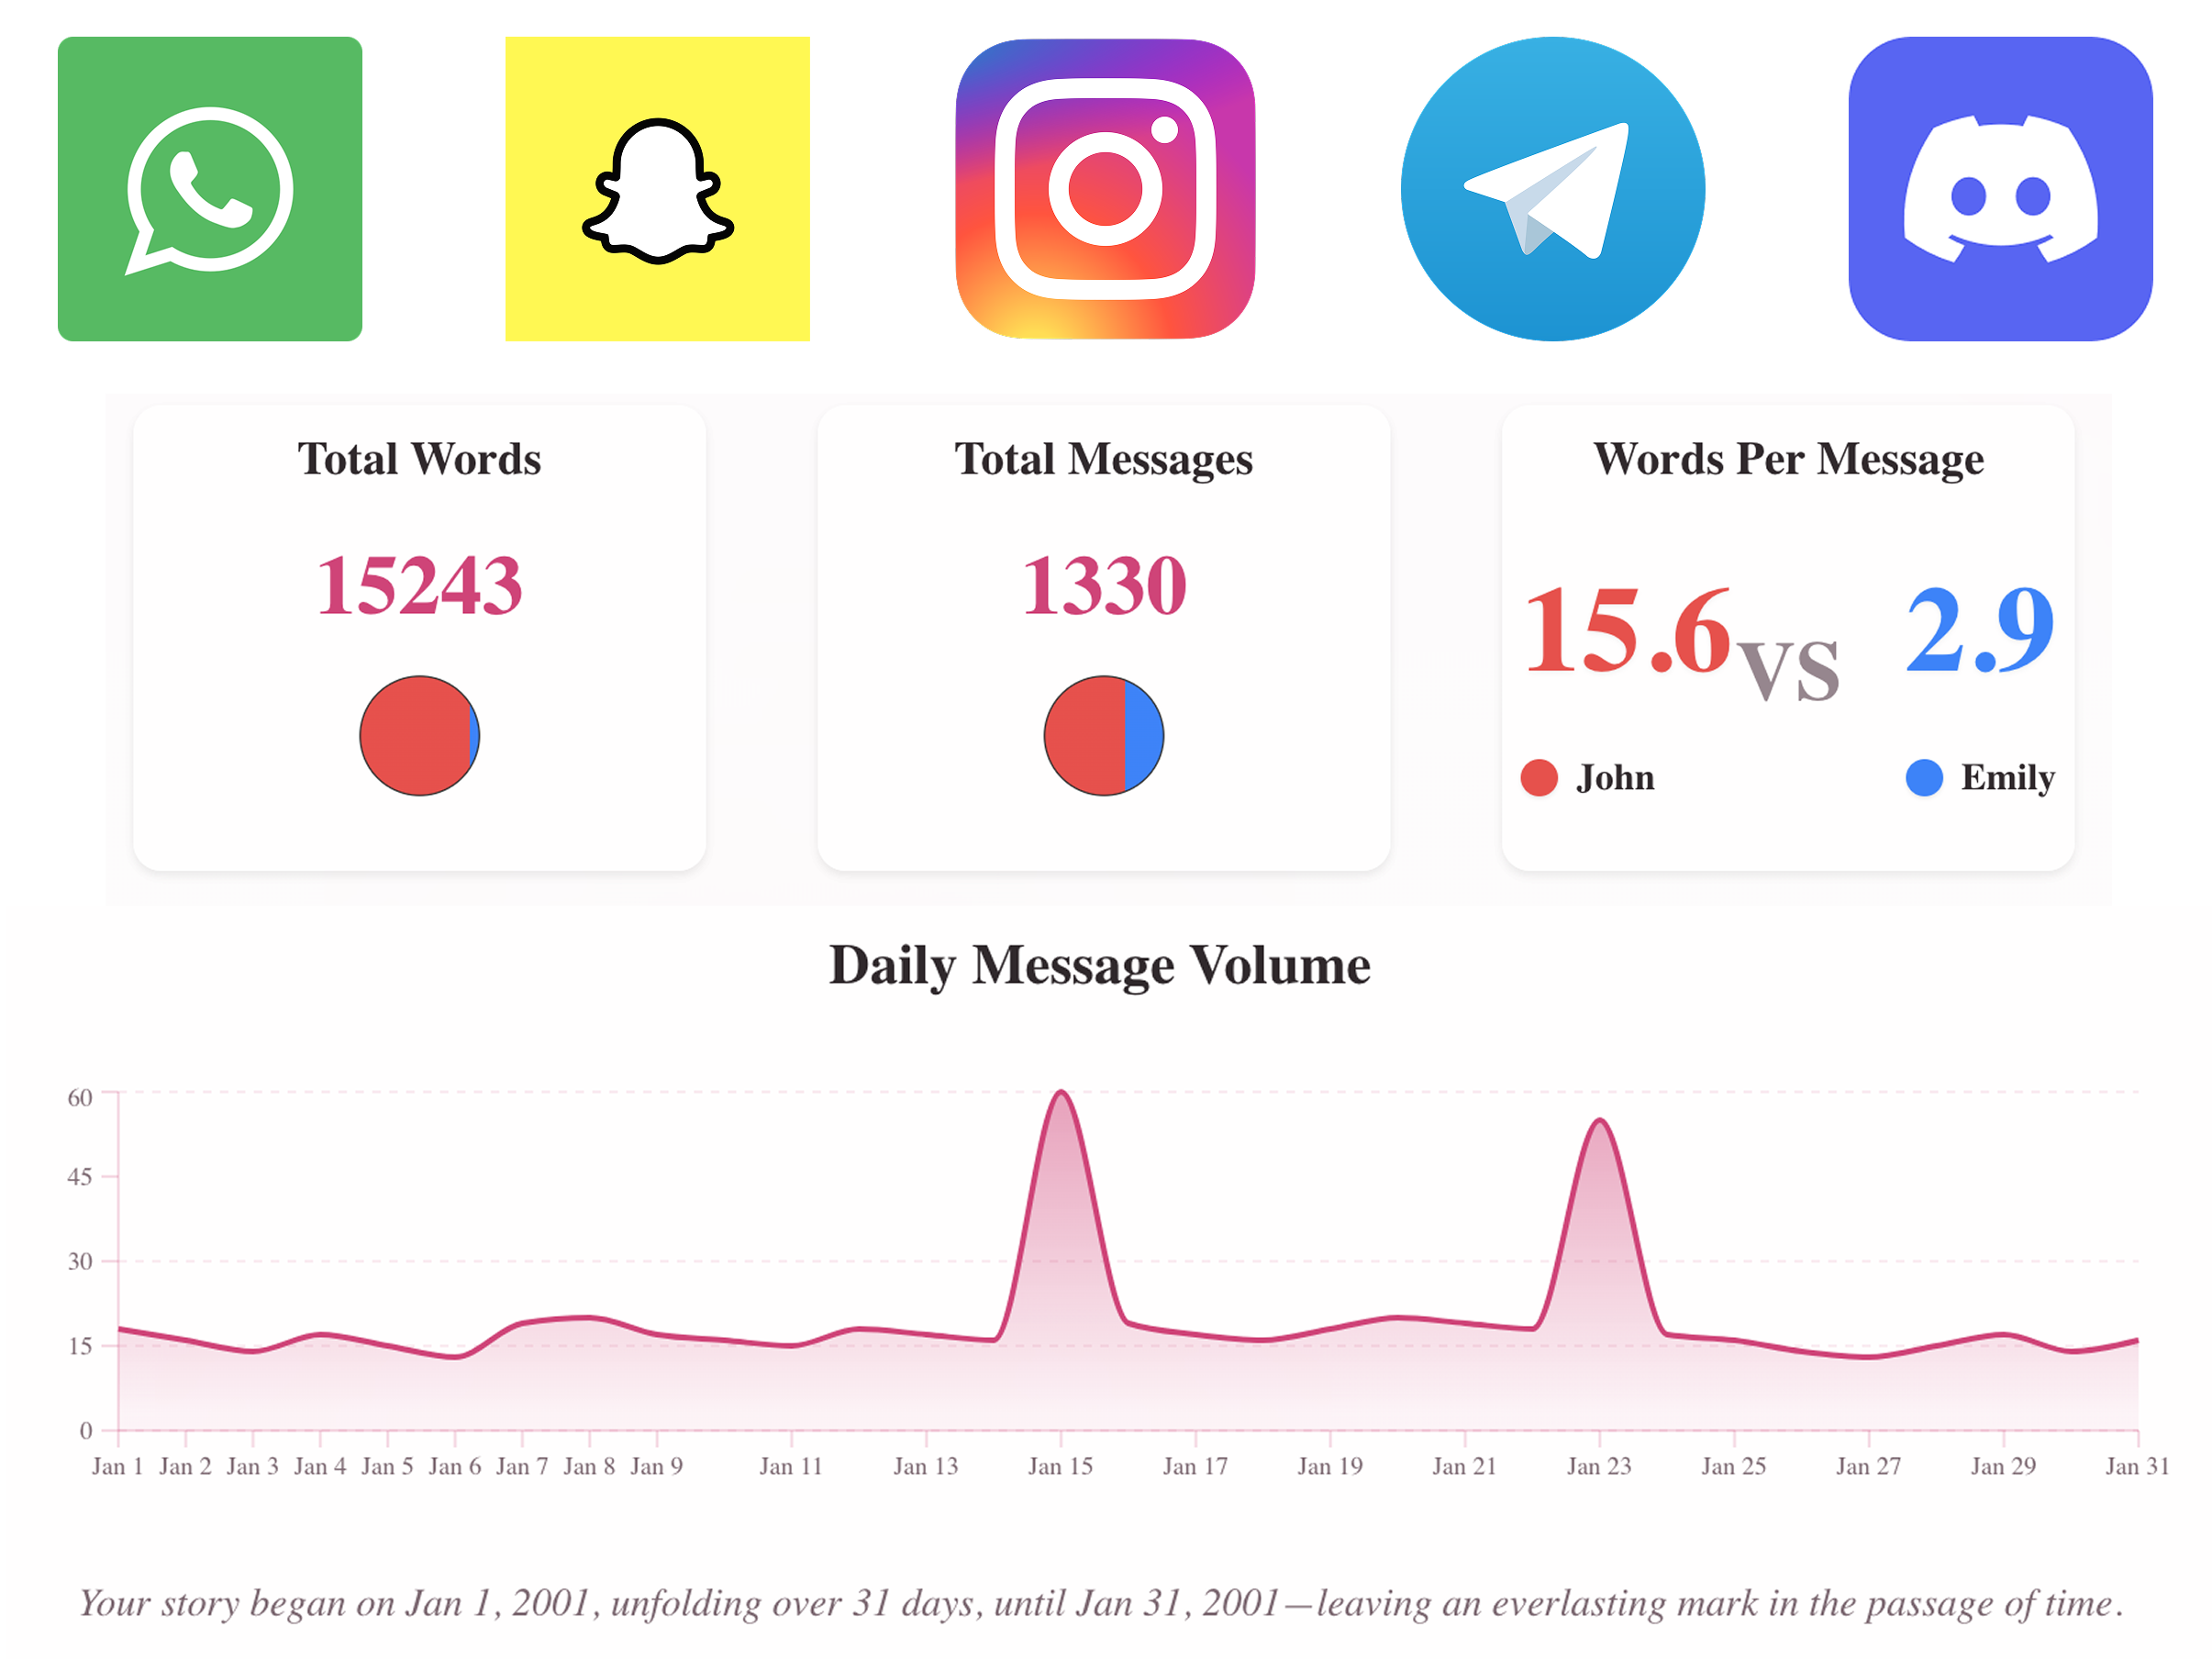 Total Words
15243
Total Messages
1330
Words Per Message
15.6 VS 2.9
John Emily
Daily Message Volume
60
45
30
15
0
Jan 1 Jan 2 Jan 3 Jan 4 Jan 5 Jan 6 Jan 7 Jan 8 Jan 9 Jan 11 Jan 13 Jan 15 Jan 17 Jan 19 Jan 21 Jan 23 Jan 25 Jan 27 Jan 29 Jan 31
Your story began on Jan 1, 2001, unfolding over 31 days, until Jan 31, 2001—leaving an everlasting mark in the passage of time.